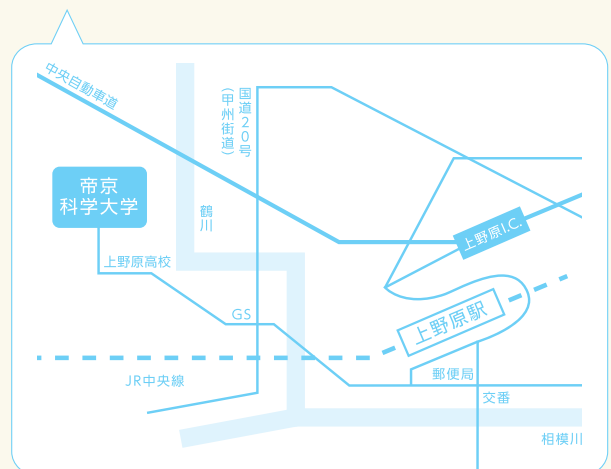 中央自動車道
国道20号
(甲州街道)
帝京
科学大学
鶴川
上野原I.C.
上野原高校
GS
上野原駅
JR中央線
郵便局
交番
相模川